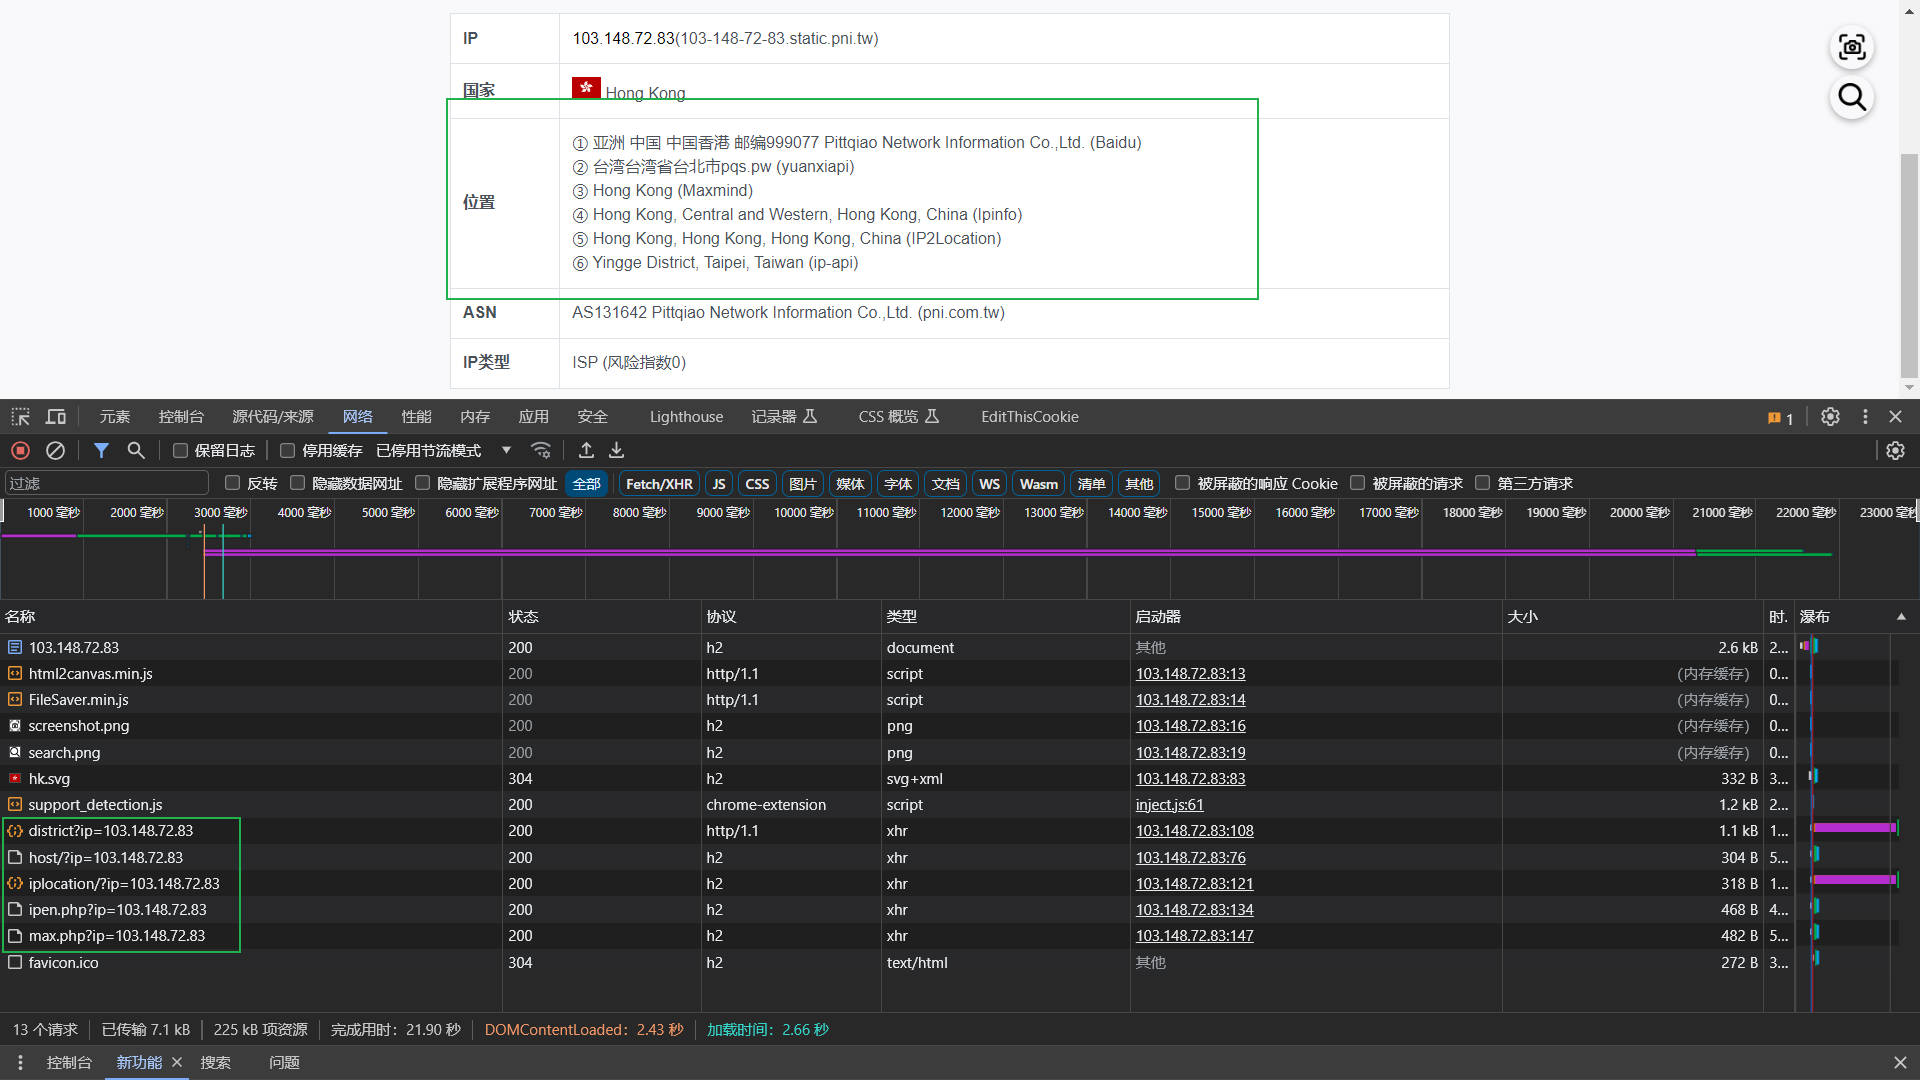 IP
103.148.72.83(103-148-72-83.static.pni.tw)
国家
Hong Kong
位置
① 亚洲 中国 中国香港 邮编999077 Pittqiao Network Information Co.,Ltd. (Baidu)
② 台湾台湾省台北市pqs.pw (yuanxiapi)
③ Hong Kong (Maxmind)
④ Hong Kong, Central and Western, Hong Kong, China (Ipinfo)
⑤ Hong Kong, Hong Kong, Hong Kong, China (IP2Location)
⑥ Yingge District, Taipei, Taiwan (ip-api)
ASN
AS131642 Pittqiao Network Information Co.,Ltd. (pni.com.tw)
IP类型
ISP (风险指数0)
元素 控制台 源代码/来源 网络 性能 内存 应用 安全 Lighthouse 记录器 CSS 概览 EditThisCookie 1
保留日志 停用缓存 已停用节流模式
过滤 反转 隐藏数据网址 隐藏扩展程序网址 全部 Fetch/XHR JS CSS 图片 媒体 字体 文档 WS Wasm 清单 其他 被屏蔽的响应 Cookie 被屏蔽的请求 第三方请求
1000 毫秒 2000 毫秒 3000 毫秒 4000 毫秒 5000 毫秒 6000 毫秒 7000 毫秒 8000 毫秒 9000 毫秒 10000 毫秒 11000 毫秒 12000 毫秒 13000 毫秒 14000 毫秒 15000 毫秒 16000 毫秒 17000 毫秒 18000 毫秒 19000 毫秒 20000 毫秒 21000 毫秒 22000 毫秒 23000 毫秒
名称 状态 协议 类型 启动器 大小 时. 瀑布
103.148.72.83 200 h2 document 其他 2.6 kB 2...
html2canvas.min.js 200 http/1.1 script 103.148.72.83:13 (内存缓存) 0...
FileSaver.min.js 200 http/1.1 script 103.148.72.83:14 (内存缓存) 0...
screenshot.png 200 h2 png 103.148.72.83:16 (内存缓存) 0...
search.png 200 h2 png 103.148.72.83:19 (内存缓存) 0...
hk.svg 304 h2 svg+xml 103.148.72.83:83 332 B 3...
support_detection.js 200 chrome-extension script inject.js:61 1.2 kB 2...
district?ip=103.148.72.83 200 http/1.1 xhr 103.148.72.83:108 1.1 kB 1...
host/?ip=103.148.72.83 200 h2 xhr 103.148.72.83:76 304 B 5...
iplocation/?ip=103.148.72.83 200 h2 xhr 103.148.72.83:121 318 B 1...
ipen.php?ip=103.148.72.83 200 h2 xhr 103.148.72.83:134 468 B 4...
max.php?ip=103.148.72.83 200 h2 xhr 103.148.72.83:147 482 B 5...
favicon.ico 304 h2 text/html 其他 272 B 3...
13 个请求 已传输 7.1 kB 225 kB 项资源 完成用时：21.90 秒 DOMContentLoaded：2.43 秒 加载时间：2.66 秒
控制台 新功能 搜索 问题